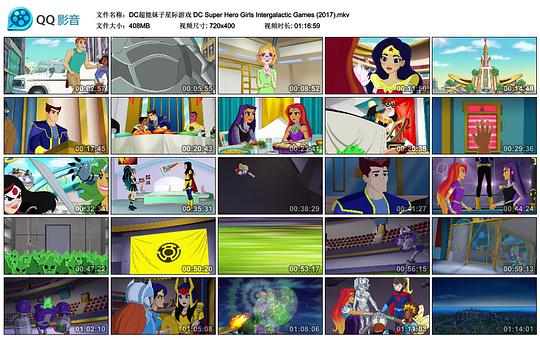 QQ影音
文件名称: DC超能妹子星际游戏 DC Super Hero Girls Intergalactic Games (2017).mkv
文件大小: 408MB 视频尺寸: 720x400 视频时长: 01:16:59
00:02:57 00:05:55 00:08:52 00:11:50 00:14:48
00:17:45 00:20:43 00:23:41 00:26:38 00:29:36
00:32:34 00:35:31 00:38:29 00:41:27 00:44:24
00:47:22 00:50:20 00:53:17 00:56:15 00:59:13
01:02:10 01:05:08 01:08:06 01:11:03 01:14:01